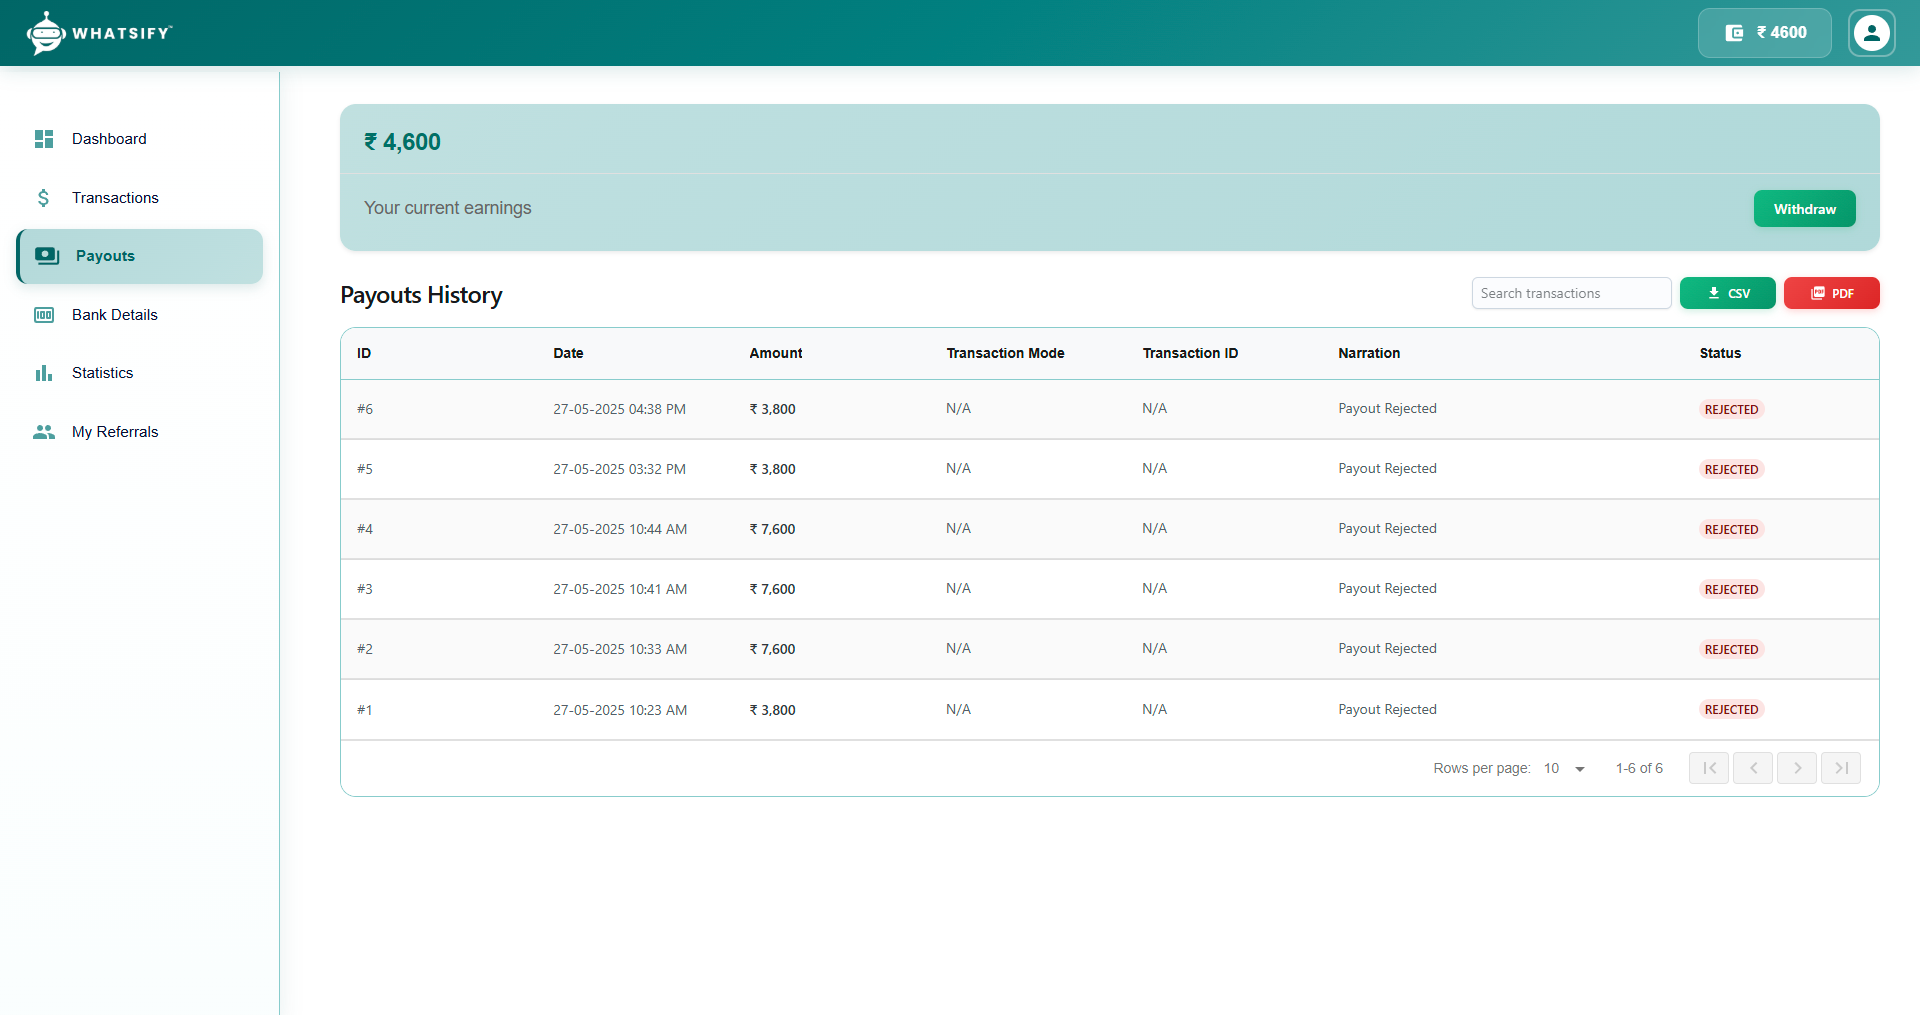 WHATSIFY™
₹ 4600
Dashboard
Transactions
Payouts
Bank Details
Statistics
My Referrals
₹ 4,600
Your current earnings
Withdraw
Payouts History
Search transactions
CSV
PDF
ID Date Amount Transaction Mode Transaction ID Narration Status
#6 27-05-2025 04:38 PM ₹ 3,800 N/A N/A Payout Rejected REJECTED
#5 27-05-2025 03:32 PM ₹ 3,800 N/A N/A Payout Rejected REJECTED
#4 27-05-2025 10:44 AM ₹ 7,600 N/A N/A Payout Rejected REJECTED
#3 27-05-2025 10:41 AM ₹ 7,600 N/A N/A Payout Rejected REJECTED
#2 27-05-2025 10:33 AM ₹ 7,600 N/A N/A Payout Rejected REJECTED
#1 27-05-2025 10:23 AM ₹ 3,800 N/A N/A Payout Rejected REJECTED
Rows per page: 10 1-6 of 6